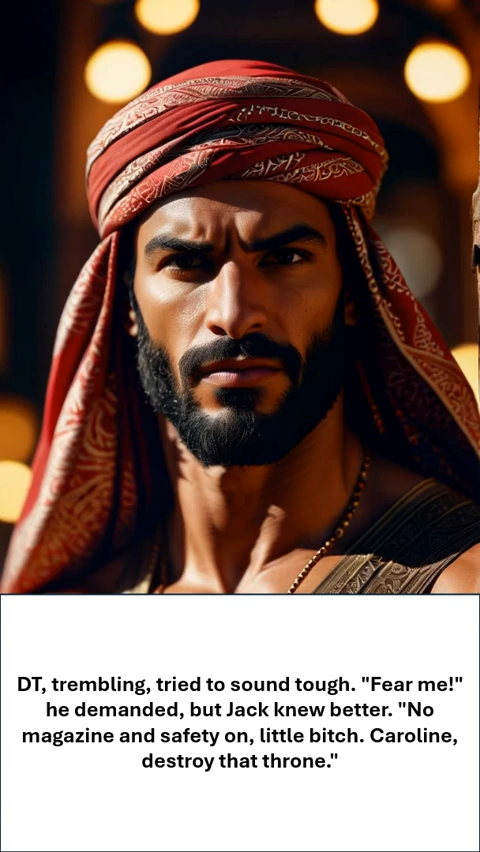 DT, trembling, tried to sound tough. "Fear me!"
he demanded, but Jack knew better. "No
magazine and safety on, little bitch. Caroline,
destroy that throne."